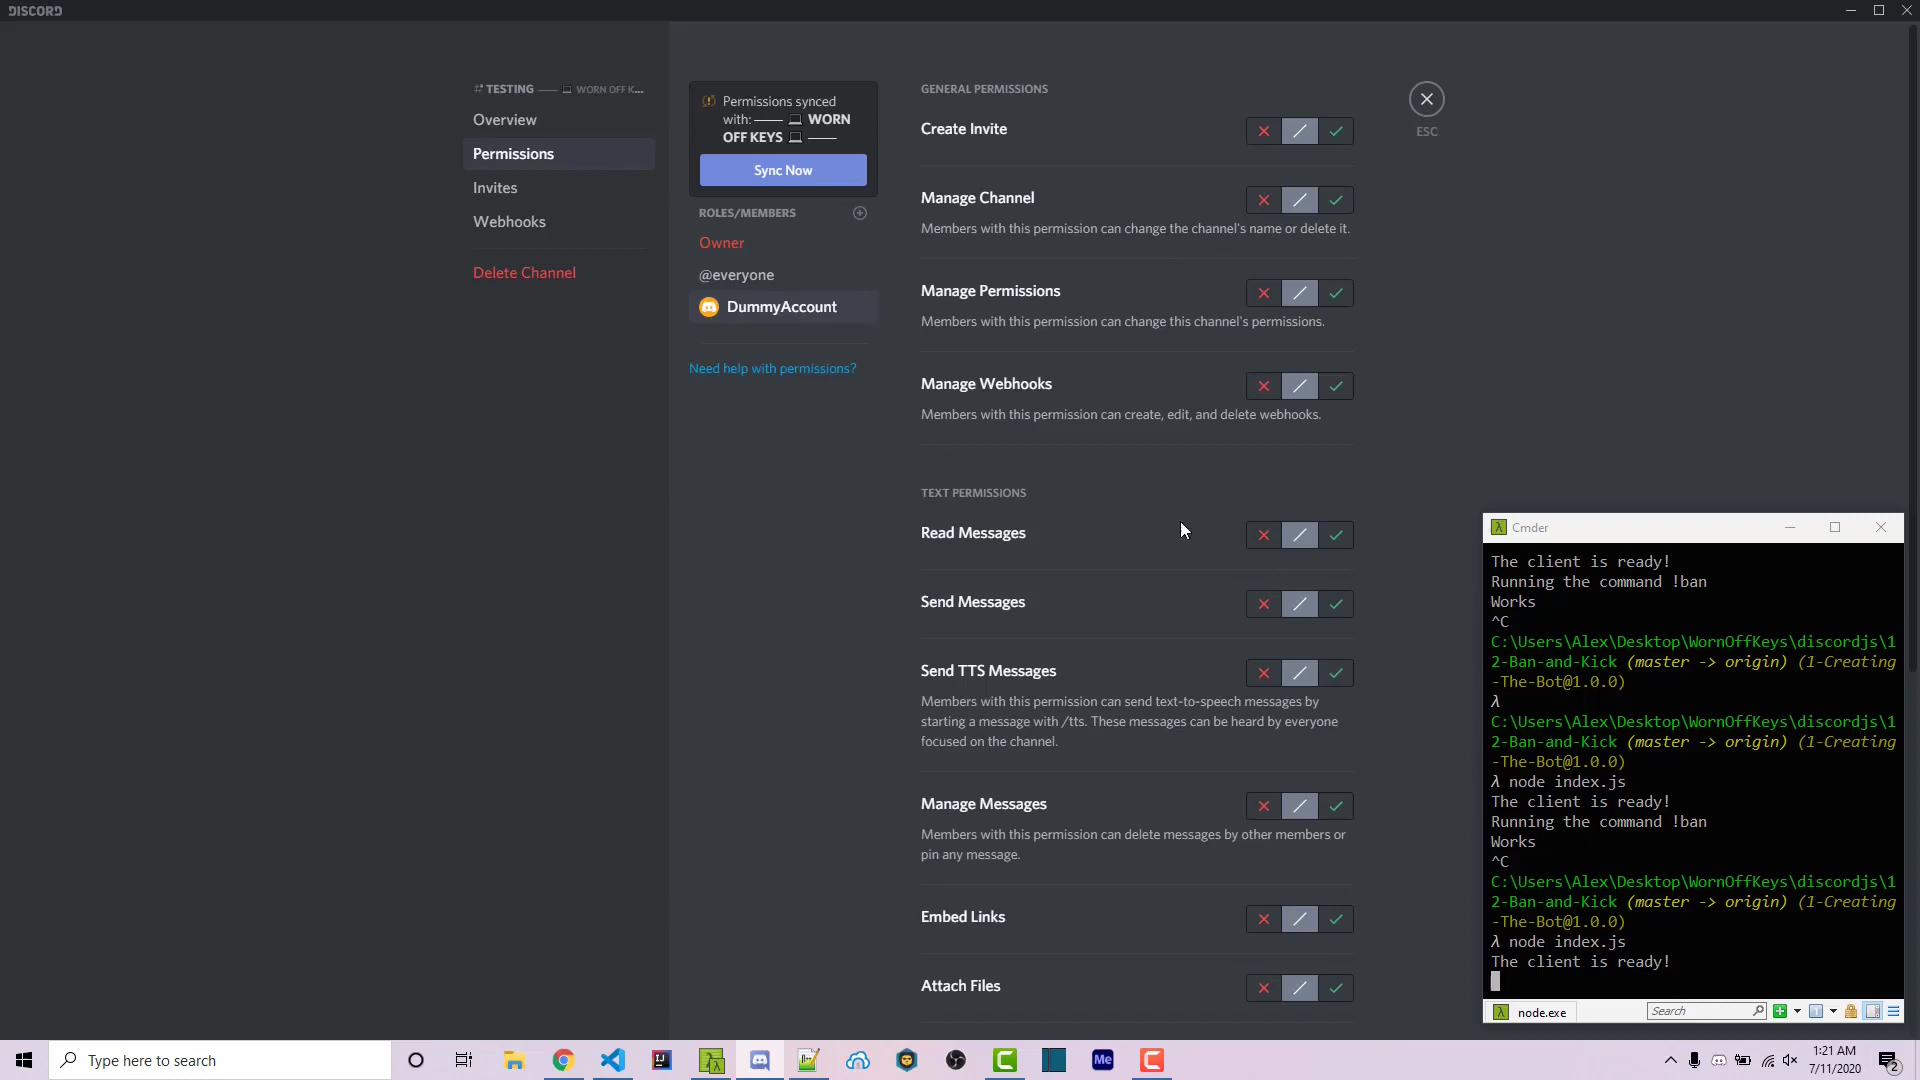 DISCORD
# TESTING —— WORN OFF K...
Overview
Permissions
Invites
Webhooks
Delete Channel
Permissions synced
with: —— WORN
OFF KEYS ——
Sync Now
ROLES/MEMBERS
Owner
@everyone
DummyAccount
Need help with permissions?
GENERAL PERMISSIONS
Create Invite
Manage Channel
Members with this permission can change the channel's name or delete it.
Manage Permissions
Members with this permission can change this channel's permissions.
Manage Webhooks
Members with this permission can create, edit, and delete webhooks.
TEXT PERMISSIONS
Read Messages
Send Messages
Send TTS Messages
Members with this permission can send text-to-speech messages by
starting a message with /tts. These messages can be heard by everyone
focused on the channel.
Manage Messages
Members with this permission can delete messages by other members or
pin any message.
Embed Links
Attach Files
ESC
λ Cmder
The client is ready!
Running the command !ban
Works
^C
C:\Users\Alex\Desktop\WornOffKeys\discordjs\1
2-Ban-and-Kick (master -> origin) (1-Creating
-The-Bot@1.0.0)
λ
C:\Users\Alex\Desktop\WornOffKeys\discordjs\1
2-Ban-and-Kick (master -> origin) (1-Creating
-The-Bot@1.0.0)
λ node index.js
The client is ready!
Running the command !ban
Works
^C
C:\Users\Alex\Desktop\WornOffKeys\discordjs\1
2-Ban-and-Kick (master -> origin) (1-Creating
-The-Bot@1.0.0)
λ node index.js
The client is ready!
λ node.exe
Search
Type here to search
IJ
Me
1:21 AM
7/11/2020
2